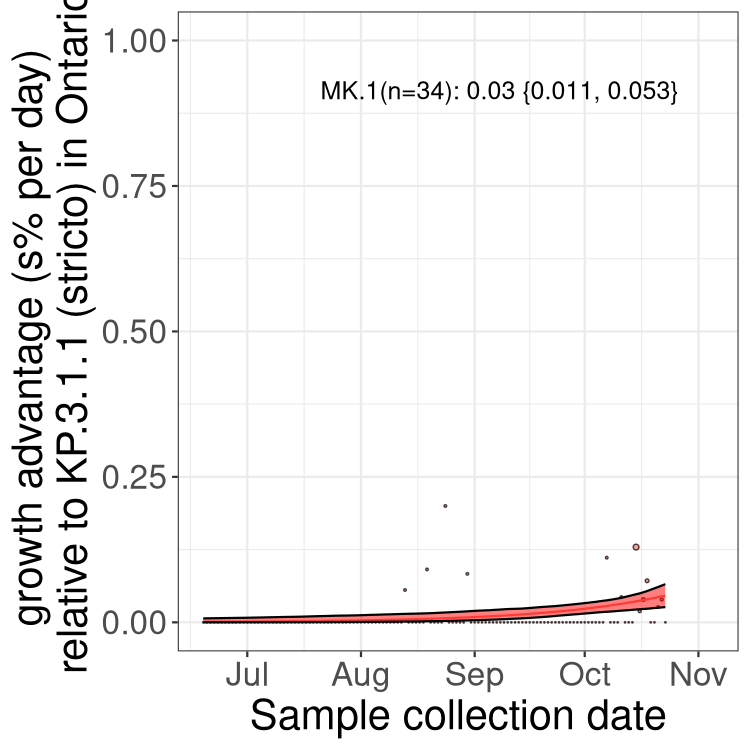 growth advantage (s% per day)
relative to KP.3.1.1 (stricto) in Ontario
1.00
0.75
0.50
0.25
0.00
MK.1(n=34): 0.03 {0.011, 0.053}
Jul Aug Sep Oct Nov
Sample collection date